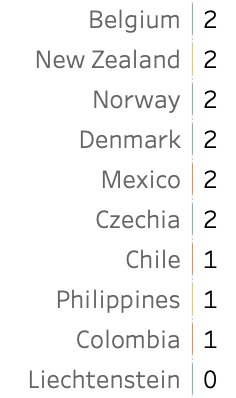 Belgium 2
New Zealand 2
Norway 2
Denmark 2
Mexico 2
Czechia 2
Chile 1
Philippines 1
Colombia 1
Liechtenstein 0